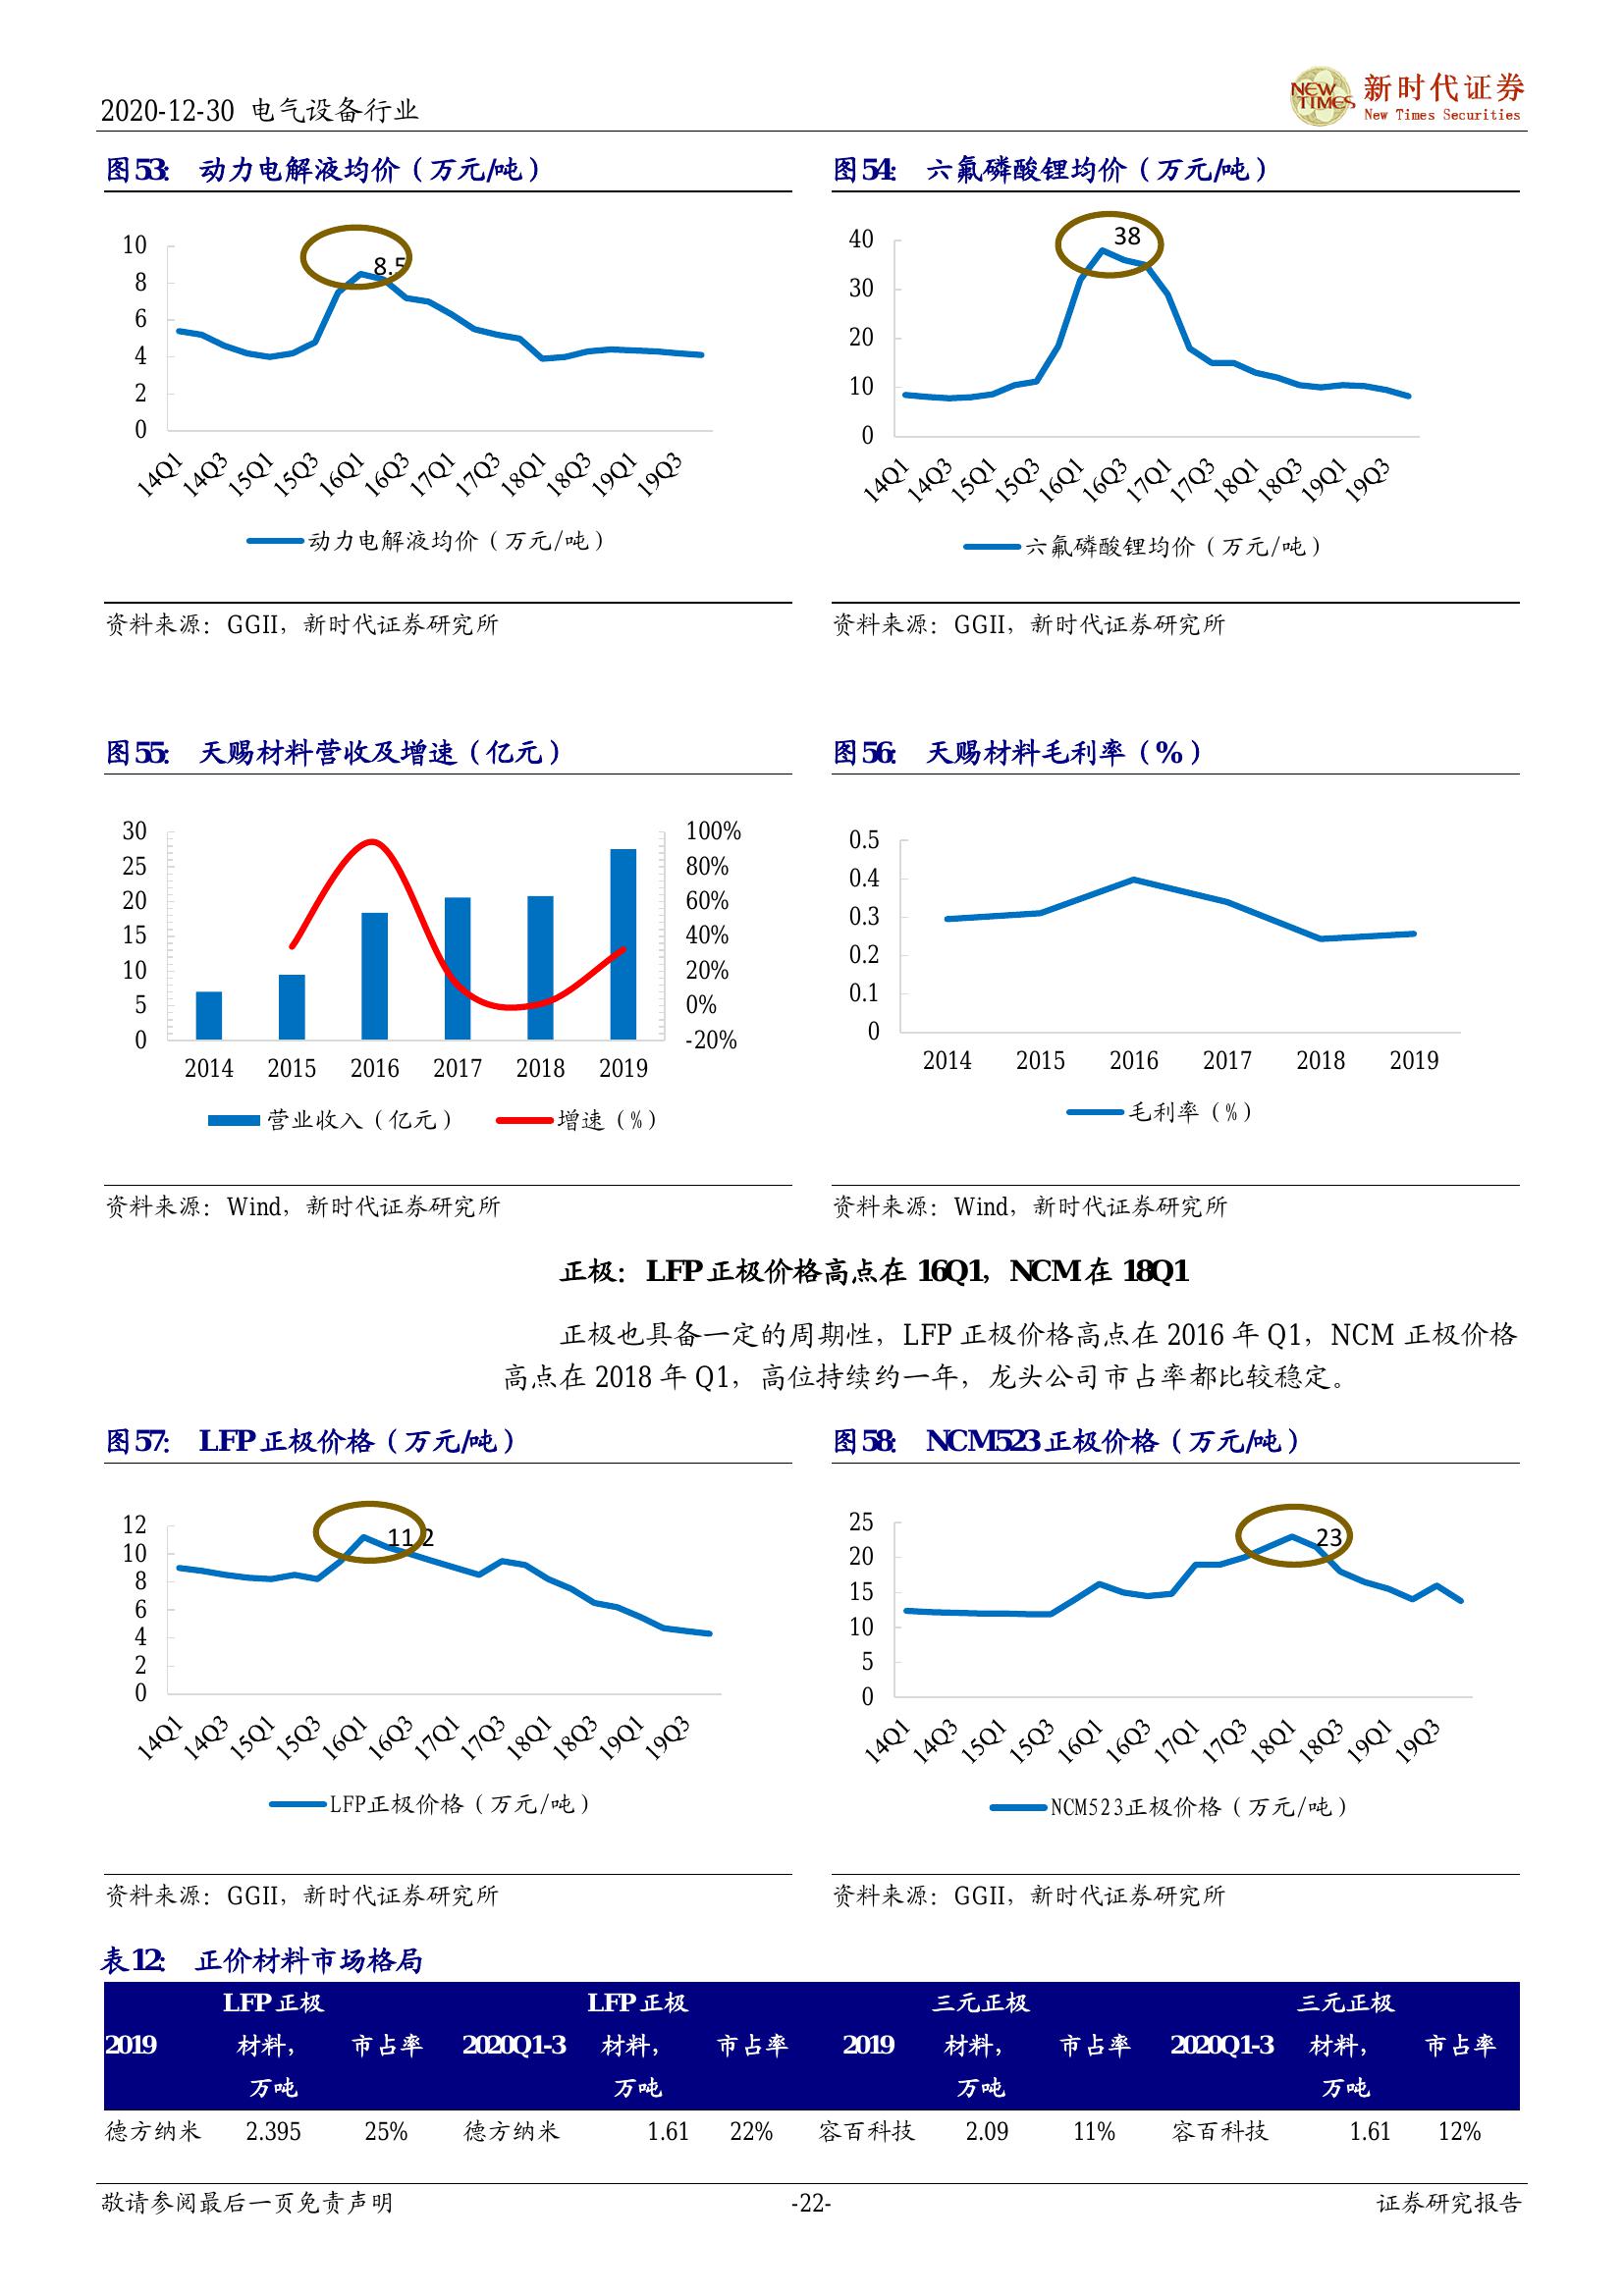 2020-12-30 电气设备行业
NEW TIMES
新时代证券
New Times Securities
图53: 动力电解液均价（万元/吨）
10
8
6
4
2
0
8.5
14Q1 14Q3 15Q1 15Q3 16Q1 16Q3 17Q1 17Q3 18Q1 18Q3 19Q1 19Q3
动力电解液均价（万元/吨）
资料来源：GGII，新时代证券研究所
图54: 六氟磷酸锂均价（万元/吨）
40
30
20
10
0
38
14Q1 14Q3 15Q1 15Q3 16Q1 16Q3 17Q1 17Q3 18Q1 18Q3 19Q1 19Q3
六氟磷酸锂均价（万元/吨）
资料来源：GGII，新时代证券研究所
图55: 天赐材料营收及增速（亿元）
30
25
20
15
10
5
0
100%
80%
60%
40%
20%
0%
-20%
2014 2015 2016 2017 2018 2019
营业收入（亿元） 增速（%）
资料来源：Wind，新时代证券研究所
图56: 天赐材料毛利率（%）
0.5
0.4
0.3
0.2
0.1
0
2014 2015 2016 2017 2018 2019
毛利率（%）
资料来源：Wind，新时代证券研究所
正极：LFP 正极价格高点在 16Q1，NCM 在 18Q1
正极也具备一定的周期性，LFP 正极价格高点在 2016 年 Q1，NCM 正极价格
高点在 2018 年 Q1，高位持续约一年，龙头公司市占率都比较稳定。
图57: LFP 正极价格（万元/吨）
12
10
8
6
4
2
0
11.2
14Q1 14Q3 15Q1 15Q3 16Q1 16Q3 17Q1 17Q3 18Q1 18Q3 19Q1 19Q3
LFP正极价格（万元/吨）
资料来源：GGII，新时代证券研究所
图58: NCM523 正极价格（万元/吨）
25
20
15
10
5
0
23
14Q1 14Q3 15Q1 15Q3 16Q1 16Q3 17Q1 17Q3 18Q1 18Q3 19Q1 19Q3
NCM523正极价格（万元/吨）
资料来源：GGII，新时代证券研究所
表12: 正价材料市场格局
LFP 正极 LFP 正极 三元正极 三元正极
2019 材料， 市占率 2020Q1-3 材料， 市占率 2019 材料， 市占率 2020Q1-3 材料， 市占率
万吨 万吨 万吨 万吨
德方纳米 2.395 25% 德方纳米 1.61 22% 容百科技 2.09 11% 容百科技 1.61 12%
敬请参阅最后一页免责声明 -22- 证券研究报告